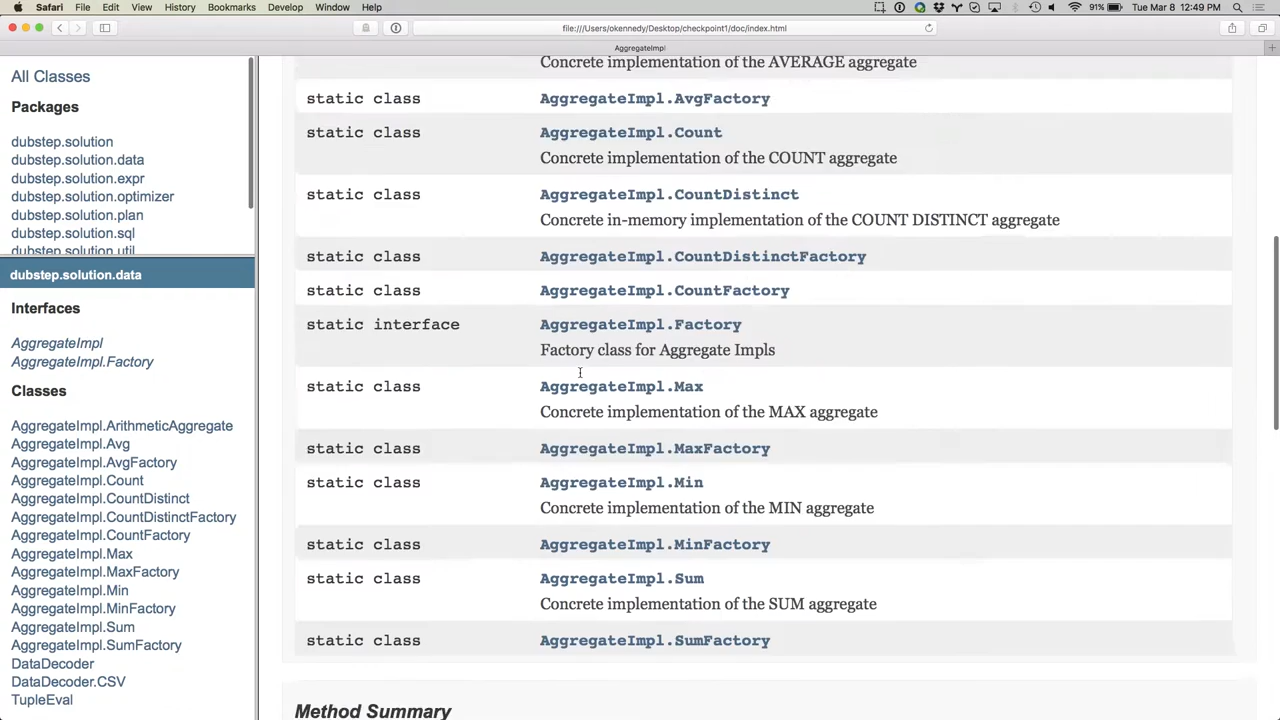 Safari File Edit View History Bookmarks Develop Window Help 91% Tue Mar 8 12:49 PM
file:///Users/okennedy/Desktop/checkpoint1/doc/index.html
AggregateImpl
All Classes
Packages
dubstep.solution
dubstep.solution.data
dubstep.solution.expr
dubstep.solution.optimizer
dubstep.solution.plan
dubstep.solution.sql
dubstep.solution.util
dubstep.solution.data
Interfaces
AggregateImpl
AggregateImpl.Factory
Classes
AggregateImpl.ArithmeticAggregate
AggregateImpl.Avg
AggregateImpl.AvgFactory
AggregateImpl.Count
AggregateImpl.CountDistinct
AggregateImpl.CountDistinctFactory
AggregateImpl.CountFactory
AggregateImpl.Max
AggregateImpl.MaxFactory
AggregateImpl.Min
AggregateImpl.MinFactory
AggregateImpl.Sum
AggregateImpl.SumFactory
DataDecoder
DataDecoder.CSV
TupleEval
Concrete implementation of the AVERAGE aggregate
static class AggregateImpl.AvgFactory
static class AggregateImpl.Count
Concrete implementation of the COUNT aggregate
static class AggregateImpl.CountDistinct
Concrete in-memory implementation of the COUNT DISTINCT aggregate
static class AggregateImpl.CountDistinctFactory
static class AggregateImpl.CountFactory
static interface AggregateImpl.Factory
Factory class for Aggregate Impls
static class AggregateImpl.Max
Concrete implementation of the MAX aggregate
static class AggregateImpl.MaxFactory
static class AggregateImpl.Min
Concrete implementation of the MIN aggregate
static class AggregateImpl.MinFactory
static class AggregateImpl.Sum
Concrete implementation of the SUM aggregate
static class AggregateImpl.SumFactory
Method Summary